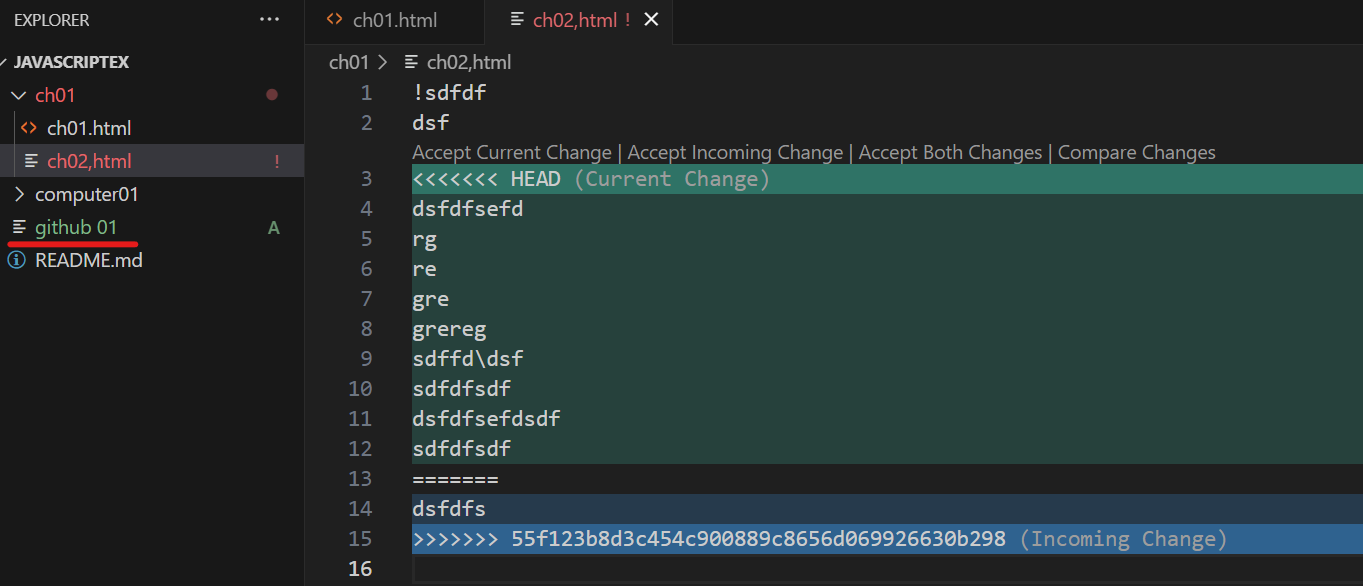 EXPLORER ···
JAVASCRIPTEX
ch01
ch01.html
ch02,html !
computer01
github 01 A
README.md
ch01.html ch02,html !
ch01 > ch02,html
1 !sdfdf
2 dsf
Accept Current Change | Accept Incoming Change | Accept Both Changes | Compare Changes
3 <<<<<<< HEAD (Current Change)
4 dsfdfsefd
5 rg
6 re
7 gre
8 grereg
9 sdffd\dsf
10 sdfdfsdf
11 dsfdfsefdsdf
12 sdfdfsdf
13 =======
14 dsfdfs
15 >>>>>>> 55f123b8d3c454c900889c8656d069926630b298 (Incoming Change)
16